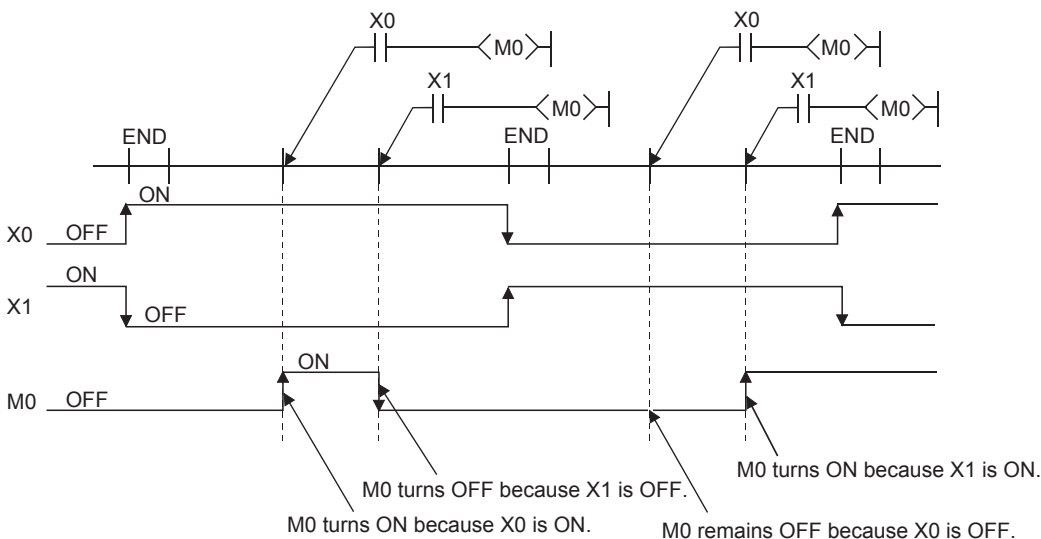 X0
X0
M0
M0
X1
X1
M0
M0
END
END
END
ON
X0 OFF
ON
X1
OFF
ON
M0 OFF
M0 turns ON because X1 is ON.
M0 turns OFF because X1 is OFF.
M0 turns ON because X0 is ON.
M0 remains OFF because X0 is OFF.